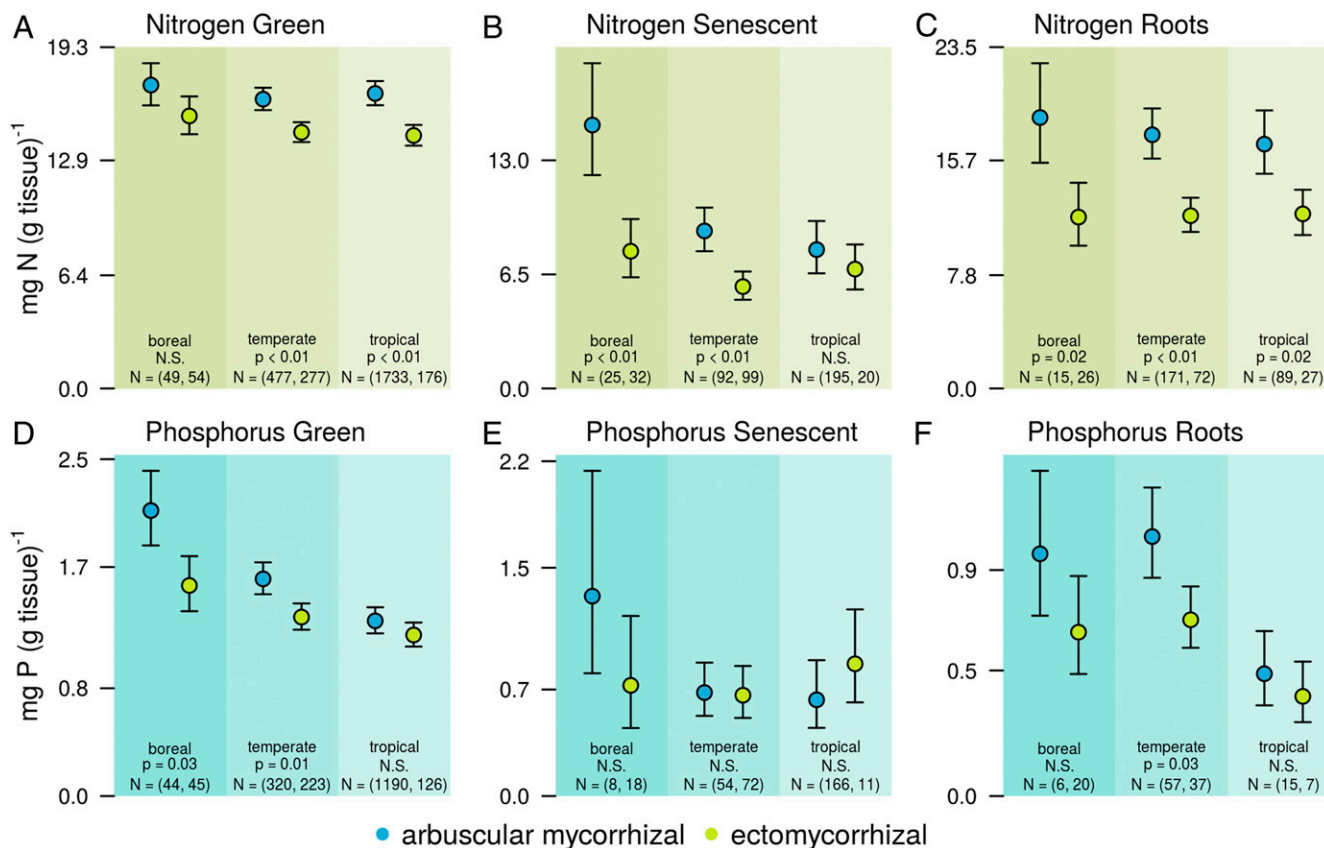 A Nitrogen Green
B Nitrogen Senescent
C Nitrogen Roots
mg N (g tissue)⁻¹
19.3
12.9
6.4
0.0
boreal
N.S.
N = (49, 54)
temperate
p < 0.01
N = (477, 277)
tropical
p < 0.01
N = (1733, 176)
13.0
6.5
0.0
boreal
p < 0.01
N = (25, 32)
temperate
p < 0.01
N = (92, 99)
tropical
N.S.
N = (195, 20)
23.5
15.7
7.8
0.0
boreal
p = 0.02
N = (15, 26)
temperate
p < 0.01
N = (171, 72)
tropical
p = 0.02
N = (89, 27)
D Phosphorus Green
E Phosphorus Senescent
F Phosphorus Roots
mg P (g tissue)⁻¹
2.5
1.7
0.8
0.0
boreal
p = 0.03
N = (44, 45)
temperate
p = 0.01
N = (320, 223)
tropical
N.S.
N = (1190, 126)
2.2
1.5
0.7
0.0
boreal
N.S.
N = (8, 18)
temperate
N.S.
N = (54, 72)
tropical
N.S.
N = (166, 11)
0.9
0.5
0.0
boreal
N.S.
N = (6, 20)
temperate
p = 0.03
N = (57, 37)
tropical
N.S.
N = (15, 7)
arbuscular mycorrhizal
ectomycorrhizal